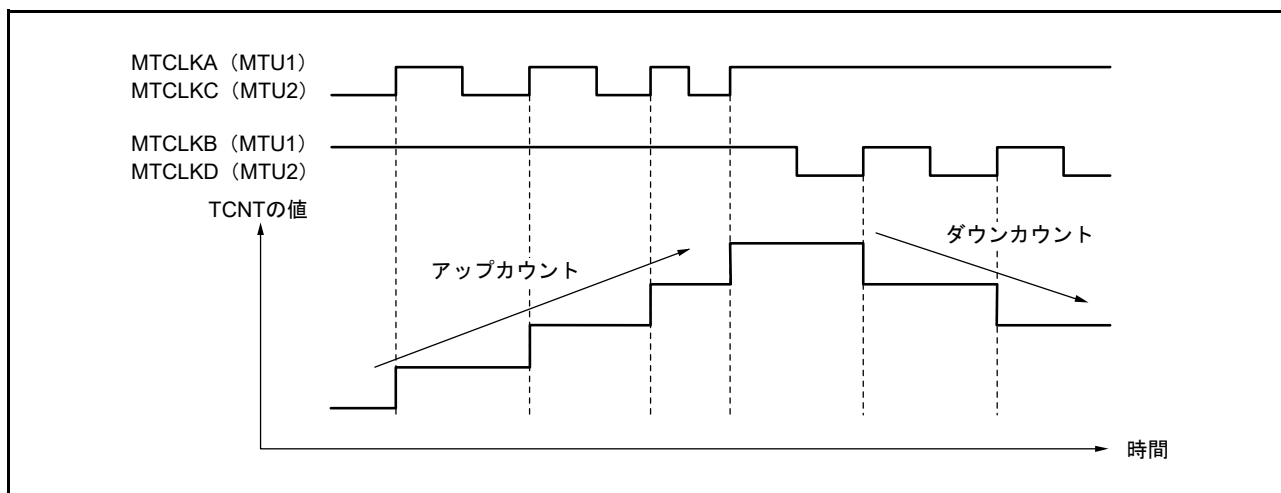 MTCLKA（MTU1）
MTCLKC（MTU2）
MTCLKB（MTU1）
MTCLKD（MTU2）
TCNTの値
アップカウント
ダウンカウント
時間